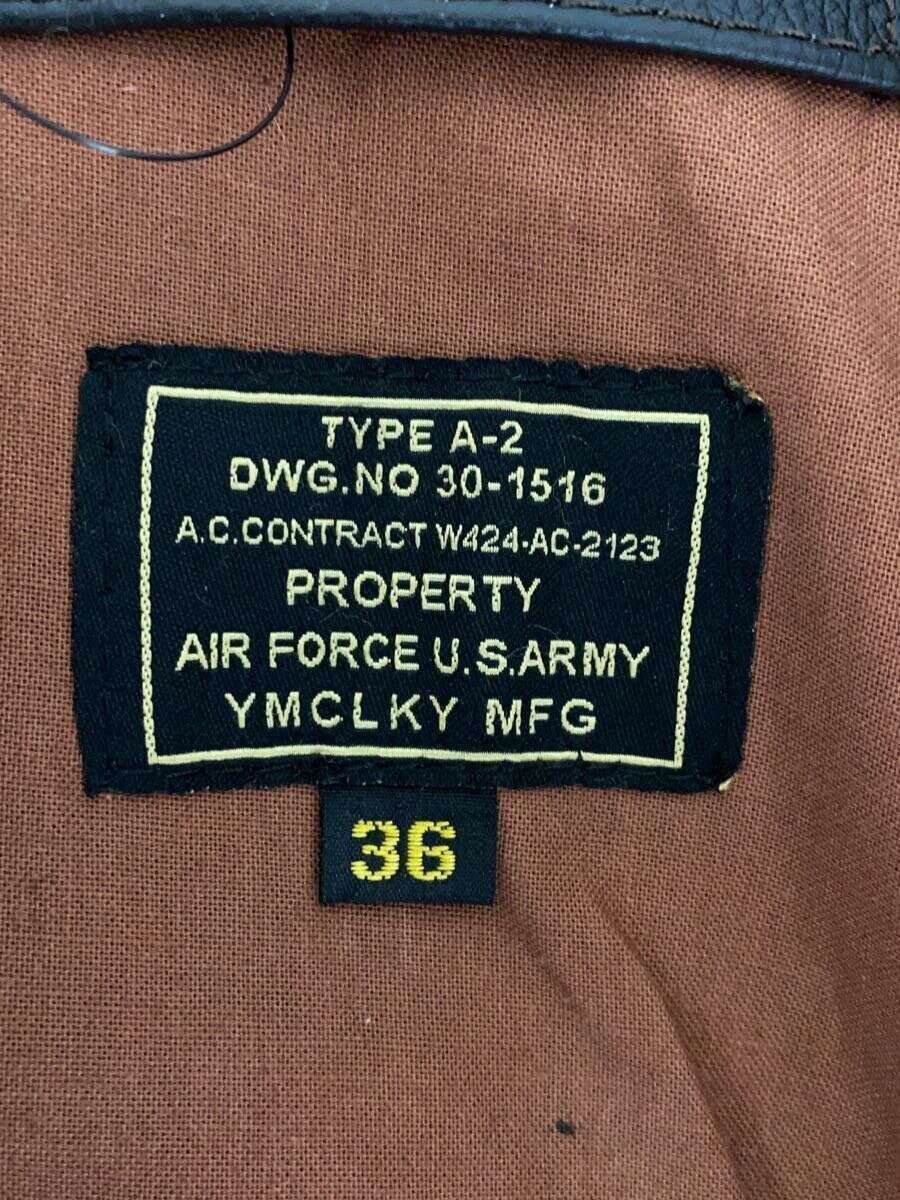 TYPE A-2
DWG.NO 30-1516
A.C.CONTRACT W424-AC-2123
PROPERTY
AIR FORCE U.S.ARMY
YMCLKY MFG
36